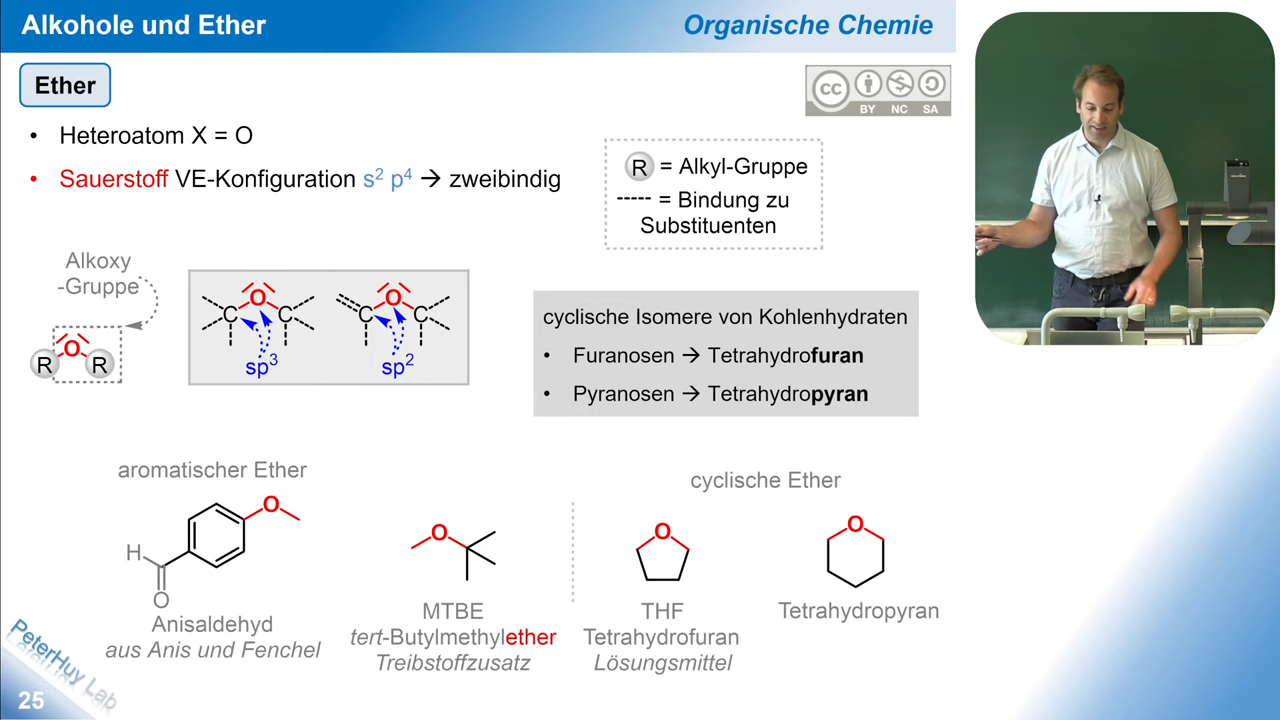 Alkohole und Ether
Organische Chemie
Ether
cc
BY NC SA
• Heteroatom X = O
• Sauerstoff VE-Konfiguration s² p⁴ → zweibindig
R = Alkyl-Gruppe
----- = Bindung zu
Substituenten
Alkoxy
-Gruppe
R O R
C O C
sp³
C O C
sp²
cyclische Isomere von Kohlenhydraten
• Furanosen → Tetrahydrofuran
• Pyranosen → Tetrahydropyran
aromatischer Ether
cyclische Ether
O
H
O
O
O
O
Anisaldehyd
aus Anis und Fenchel
MTBE
tert-Butylmethylether
Treibstoffzusatz
THF
Tetrahydrofuran
Lösungsmittel
Tetrahydropyran
PeterHuy Lab
25